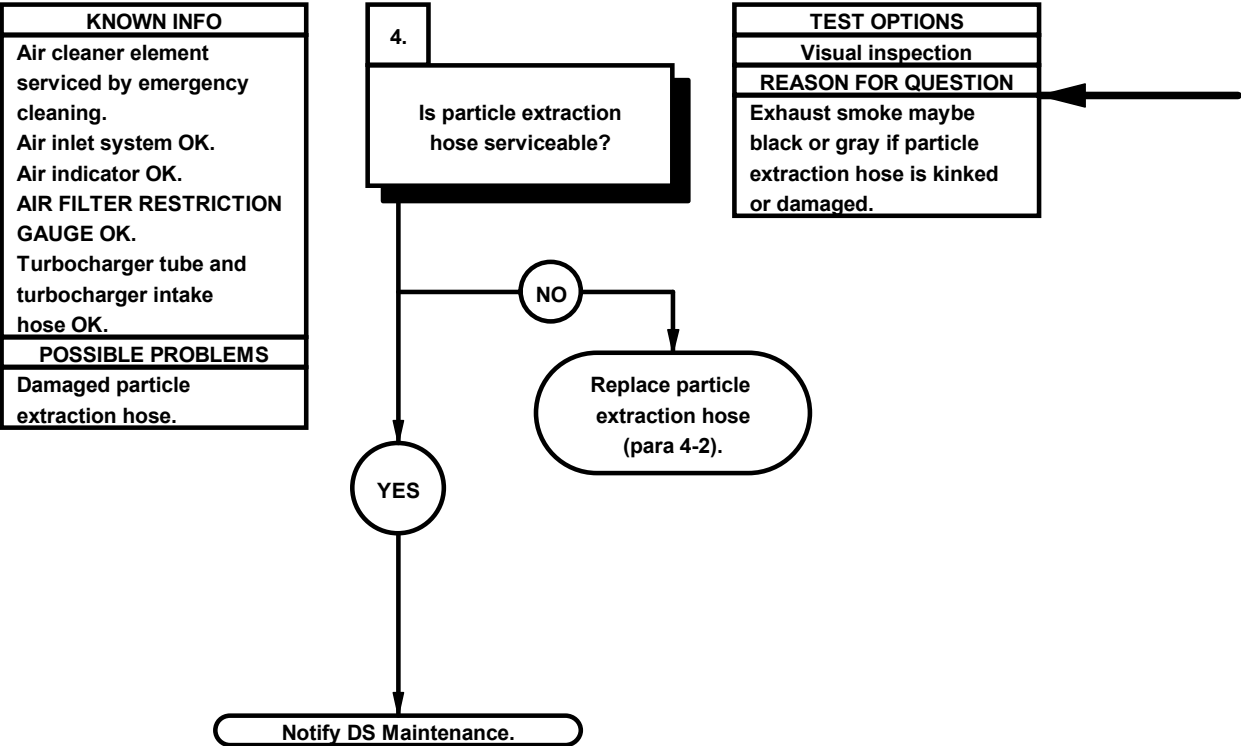 KNOWN INFO
Air cleaner element
serviced by emergency
cleaning.
Air inlet system OK.
Air indicator OK.
AIR FILTER RESTRICTION
GAUGE OK.
Turbocharger tube and
turbocharger intake
hose OK.
POSSIBLE PROBLEMS
Damaged particle
extraction hose.
4.
Is particle extraction
hose serviceable?
TEST OPTIONS
Visual inspection
REASON FOR QUESTION
Exhaust smoke maybe
black or gray if particle
extraction hose is kinked
or damaged.
NO
Replace particle
extraction hose
(para 4-2).
YES
Notify DS Maintenance.